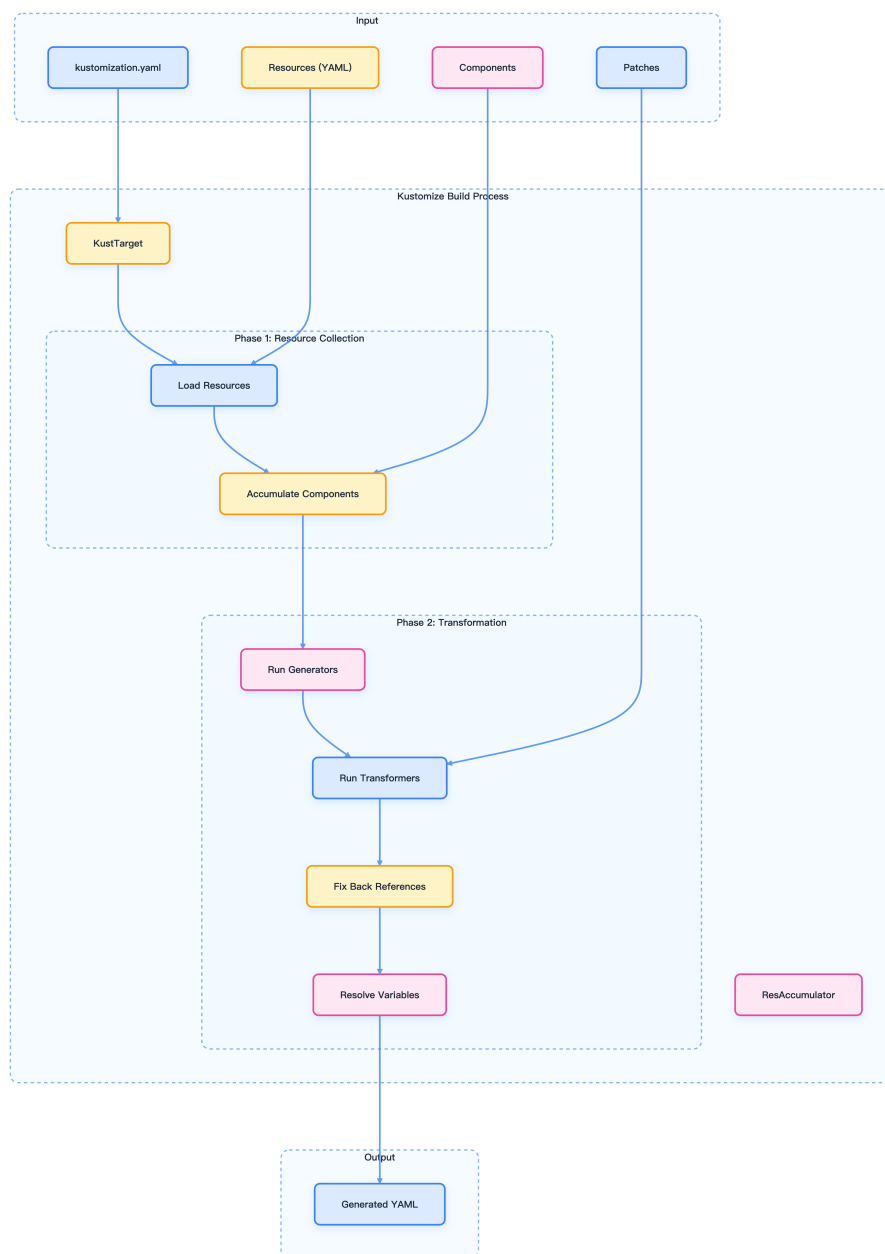 Input
kustomization.yaml
Resources (YAML)
Components
Patches
Kustomize Build Process
KustTarget
Phase 1: Resource Collection
Load Resources
Accumulate Components
Phase 2: Transformation
Run Generators
Run Transformers
Fix Back References
Resolve Variables
ResAccumulator
Output
Generated YAML